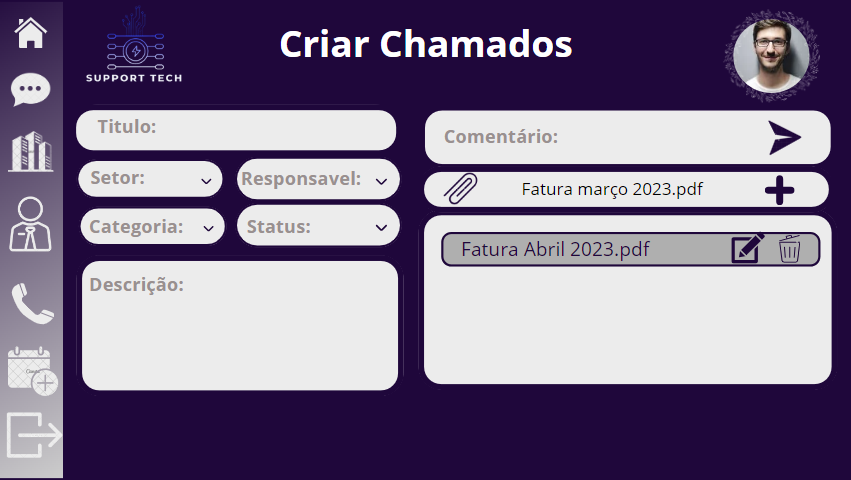 Criar Chamados
SUPPORT TECH
Titulo:
Setor:
Responsavel:
Categoria:
Status:
Descrição:
Comentário:
Fatura março 2023.pdf
Fatura Abril 2023.pdf